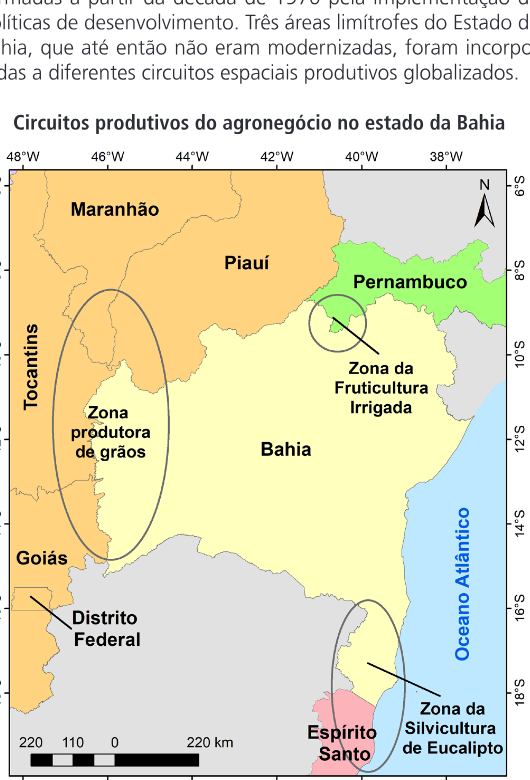 rmadas a partir da década de 1970 pela implementação d
olíticas de desenvolvimento. Três áreas limítrofes do Estado d
hia, que até então não eram modernizadas, foram incorpo
das a diferentes circuitos espaciais produtivos globalizados.
Circuitos produtivos do agronegócio no estado da Bahia
48°W 46°W 44°W 42°W 40°W 38°W
6°S
N
Maranhão
Piauí
8°S
Pernambuco
Tocantins
10°S
Zona da
Fruticultura
Irrigada
Zona
produtora
de grãos
Bahia
12°S
14°S
Goiás
Oceano Atlântico
16°S
Distrito
Federal
18°S
Zona da
Silvicultura
de Eucalipto
Espírito
Santo
220 110 0 220 km